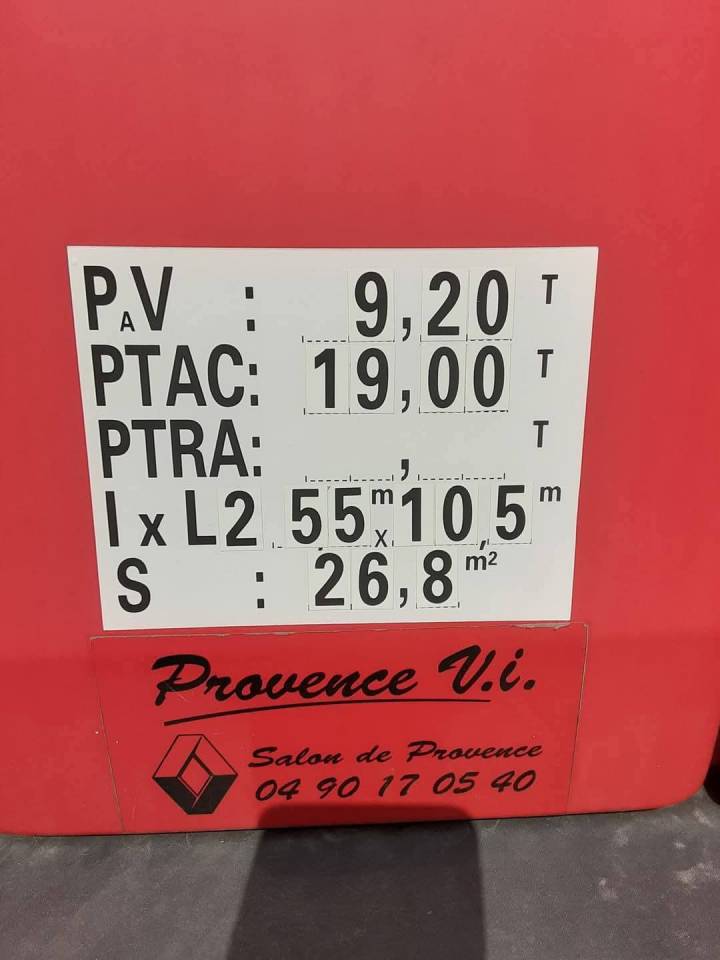 PAV : 9,20 T
PTAC: 19,00 T
PTRA: , T
l x L 2,55 m x 10,5 m
S : 26,8 m²
Provence V.i.
Salon de Provence
04 90 17 05 40